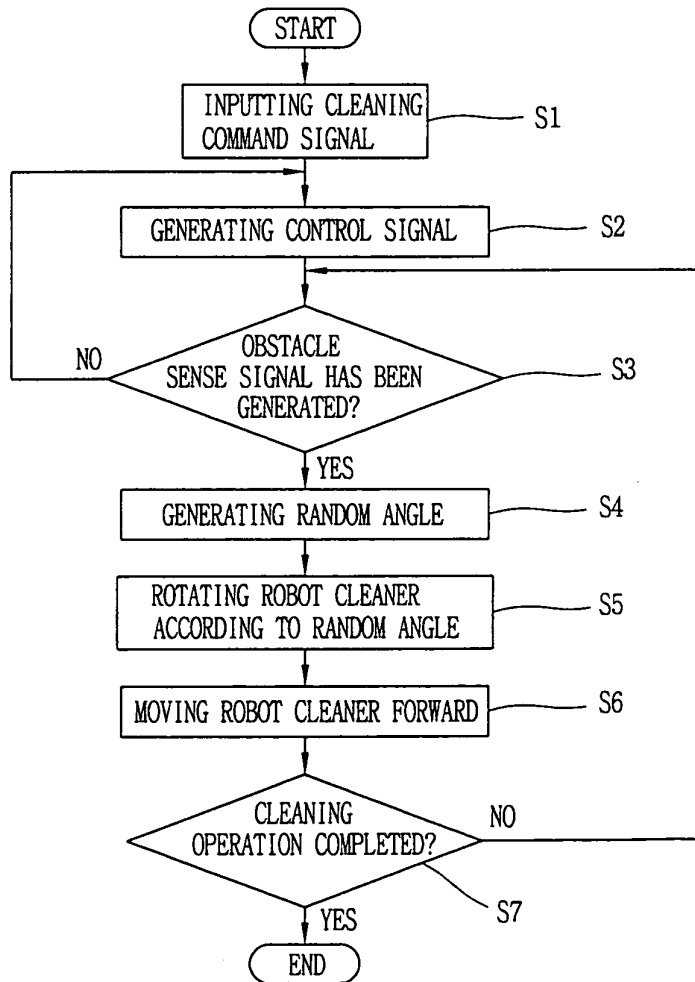 START
INPUTTING CLEANING
COMMAND SIGNAL
S1
GENERATING CONTROL SIGNAL
S2
OBSTACLE
SENSE SIGNAL HAS BEEN
GENERATED?
S3
NO
YES
GENERATING RANDOM ANGLE
S4
ROTATING ROBOT CLEANER
ACCORDING TO RANDOM ANGLE
S5
MOVING ROBOT CLEANER FORWARD
S6
CLEANING
OPERATION COMPLETED?
NO
S7
YES
END